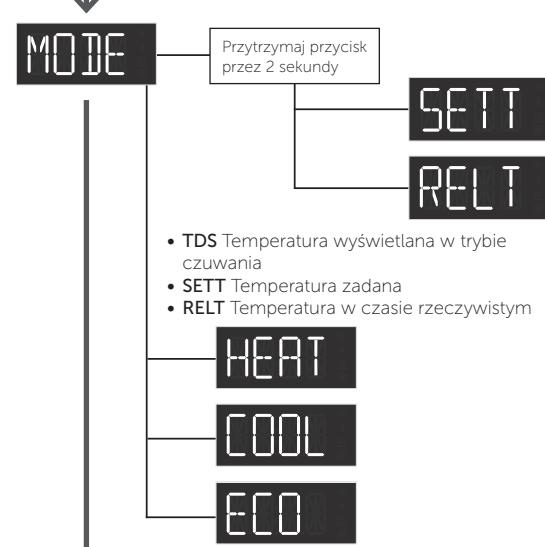 MODE
Przytrzymaj przycisk
przez 2 sekundy
SETT
RELT
• TDS Temperatura wyświetlana w trybie
czuwania
• SETT Temperatura zadana
• RELT Temperatura w czasie rzeczywistym
HEAT
COOL
ECO